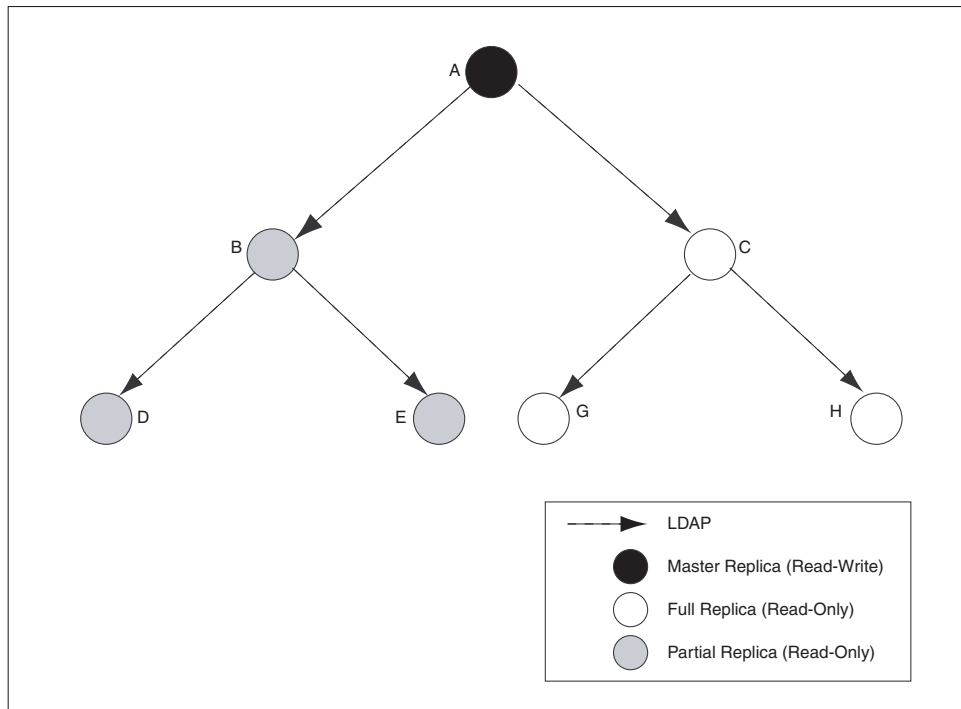 A
B
C
D
E
G
H
LDAP
Master Replica (Read-Write)
Full Replica (Read-Only)
Partial Replica (Read-Only)